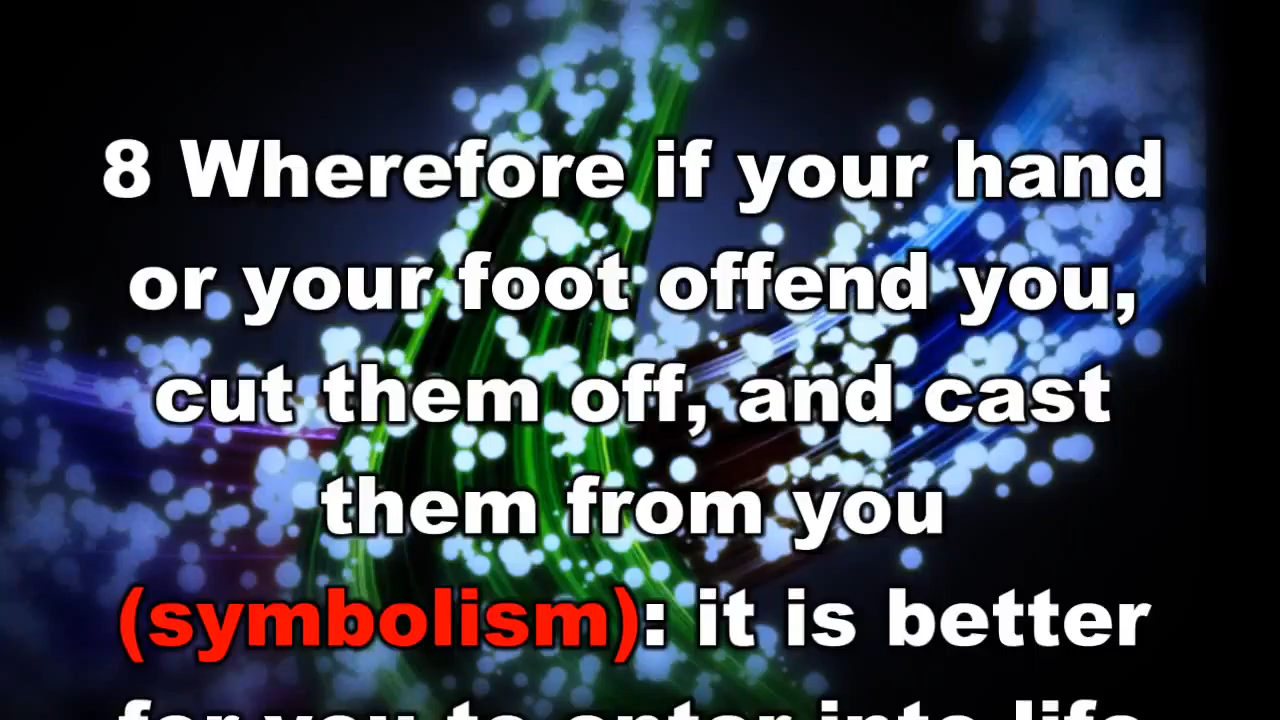 8 Wherefore if your hand
or your foot offend you,
cut them off, and cast
them from you
(symbolism): it is better
for you to enter into life